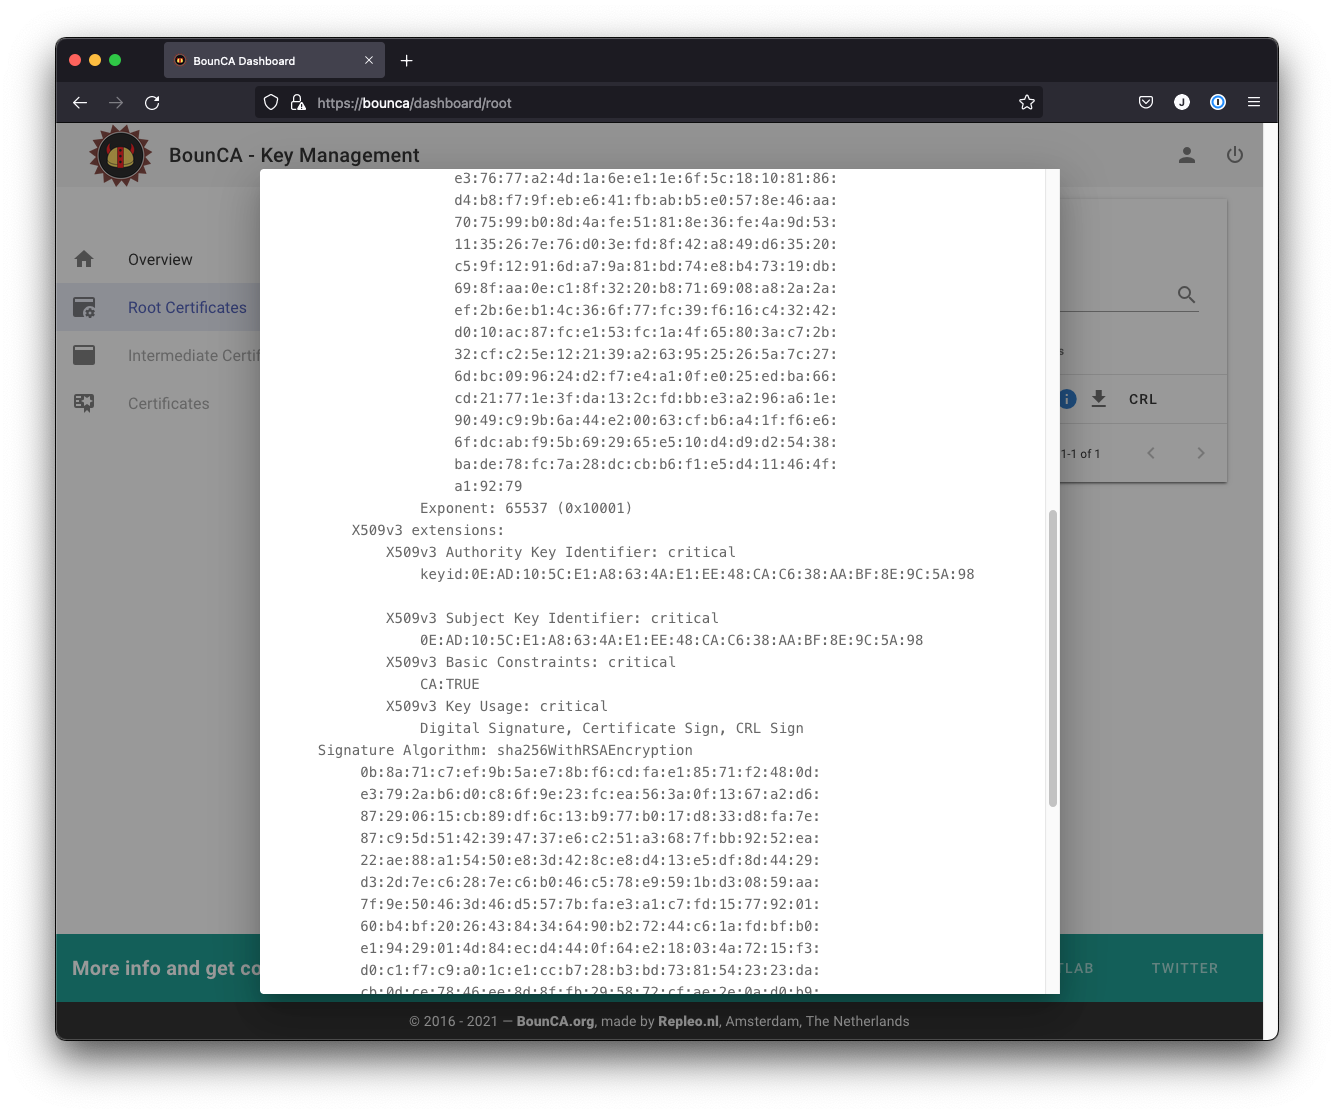 BounCA Dashboard
https://bounca/dashboard/root
J
BounCA - Key Management
Overview
Root Certificates
Intermediate Certif
Certificates
e3:76:77:a2:4d:1a:6e:e1:1e:6f:5c:18:10:81:86:
d4:b8:f7:9f:eb:e6:41:fb:ab:b5:e0:57:8e:46:aa:
70:75:99:b0:8d:4a:fe:51:81:8e:36:fe:4a:9d:53:
11:35:26:7e:76:d0:3e:fd:8f:42:a8:49:d6:35:20:
c5:9f:12:91:6d:a7:9a:81:bd:74:e8:b4:73:19:db:
69:8f:aa:0e:c1:8f:32:20:b8:71:69:08:a8:2a:2a:
ef:2b:6e:b1:4c:36:6f:77:fc:39:f6:16:c4:32:42:
d0:10:ac:87:fc:e1:53:fc:1a:4f:65:80:3a:c7:2b:
32:cf:c2:5e:12:21:39:a2:63:95:25:26:5a:7c:27:
6d:bc:09:96:24:d2:f7:e4:a1:0f:e0:25:ed:ba:66:
cd:21:77:1e:3f:da:13:2c:fd:bb:e3:a2:96:a6:1e:
90:49:c9:9b:6a:44:e2:00:63:cf:b6:a4:1f:f6:e6:
6f:dc:ab:f9:5b:69:29:65:e5:10:d4:d9:d2:54:38:
ba:de:78:fc:7a:28:dc:cb:b6:f1:e5:d4:11:46:4f:
a1:92:79
Exponent: 65537 (0x10001)
X509v3 extensions:
X509v3 Authority Key Identifier: critical
keyid:0E:AD:10:5C:E1:A8:63:4A:E1:EE:48:CA:C6:38:AA:BF:8E:9C:5A:98
X509v3 Subject Key Identifier: critical
0E:AD:10:5C:E1:A8:63:4A:E1:EE:48:CA:C6:38:AA:BF:8E:9C:5A:98
X509v3 Basic Constraints: critical
CA:TRUE
X509v3 Key Usage: critical
Digital Signature, Certificate Sign, CRL Sign
Signature Algorithm: sha256WithRSAEncryption
0b:8a:71:c7:ef:9b:5a:e7:8b:f6:cd:fa:e1:85:71:f2:48:0d:
e3:79:2a:b6:d0:c8:6f:9e:23:fc:ea:56:3a:0f:13:67:a2:d6:
87:29:06:15:cb:89:df:6c:13:b9:77:b0:17:d8:33:d8:fa:7e:
87:c9:5d:51:42:39:47:37:e6:c2:51:a3:68:7f:bb:92:52:ea:
22:ae:88:a1:54:50:e8:3d:42:8c:e8:d4:13:e5:df:8d:44:29:
d3:2d:7e:c6:28:7e:c6:b0:46:c5:78:e9:59:1b:d3:08:59:aa:
7f:9e:50:46:3d:46:d5:57:7b:fa:e3:a1:c7:fd:15:77:92:01:
60:b4:bf:20:26:43:84:34:64:90:b2:72:44:c6:1a:fd:bf:b0:
e1:94:29:01:4d:84:ec:d4:44:0f:64:e2:18:03:4a:72:15:f3:
d0:c1:f7:c9:a0:1c:e1:cc:b7:28:b3:bd:73:81:54:23:23:da:
cb:0d:ce:78:46:ee:8d:8f:fb:29:58:72:cf:ae:2e:0a:d0:b9:
s
CRL
1-1 of 1
More info and get co
TLAB
TWITTER
© 2016 - 2021 — BounCA.org, made by Repleo.nl, Amsterdam, The Netherlands